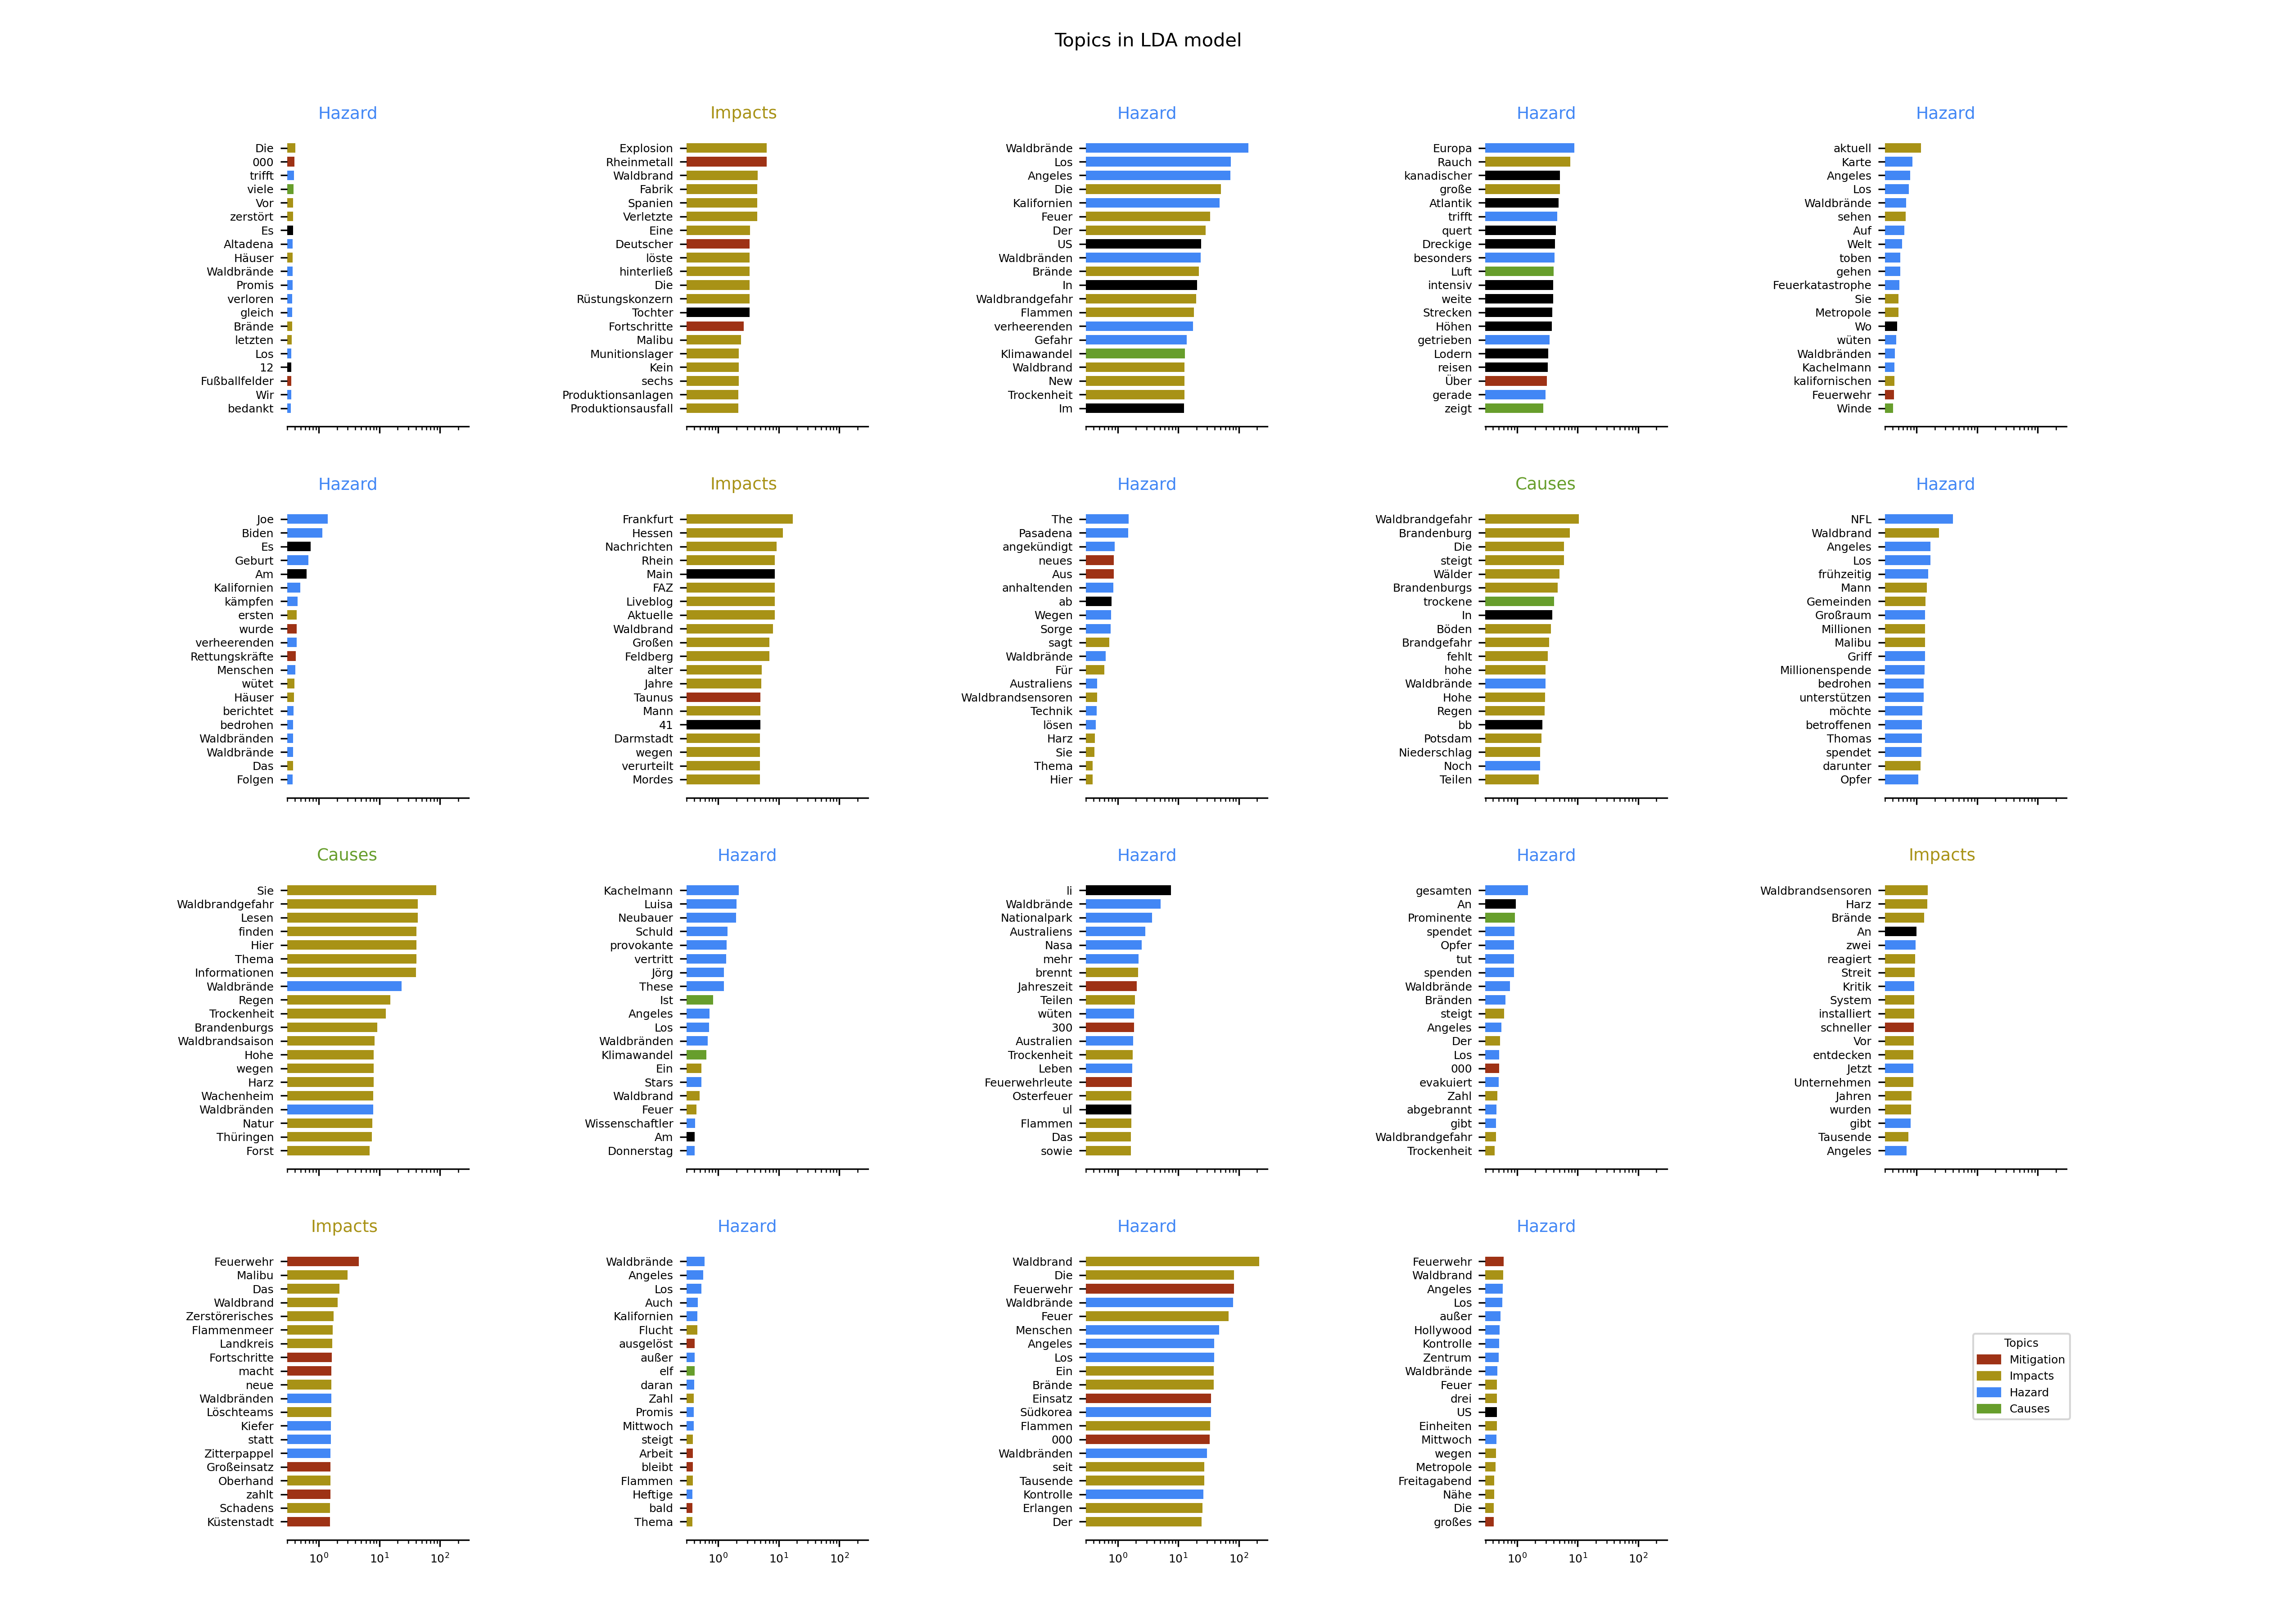 Topics in LDA model
Hazard
Die
000
trifft
viele
Vor
zerstört
Es
Altadena
Häuser
Waldbrände
Promis
verloren
gleich
Brände
letzten
Los
12
Fußballfelder
Wir
bedankt
Impacts
Explosion
Rheinmetall
Waldbrand
Fabrik
Spanien
Verletzte
Eine
Deutscher
löste
hinterließ
Die
Rüstungskonzern
Tochter
Fortschritte
Malibu
Munitionslager
Kein
sechs
Produktionsanlagen
Produktionsausfall
Hazard
Waldbrände
Los
Angeles
Die
Kalifornien
Feuer
Der
US
Waldbränden
Brände
In
Waldbrandgefahr
Flammen
verheerenden
Gefahr
Klimawandel
Waldbrand
New
Trockenheit
Im
Hazard
Europa
Rauch
kanadischer
große
Atlantik
trifft
quert
Dreckige
besonders
Luft
intensiv
weite
Strecken
Höhen
getrieben
Lodern
reisen
Über
gerade
zeigt
Hazard
aktuell
Karte
Angeles
Los
Waldbrände
sehen
Auf
Welt
toben
gehen
Feuerkatastrophe
Sie
Metropole
Wo
wüten
Waldbränden
Kachelmann
kalifornischen
Feuerwehr
Winde
Hazard
Joe
Biden
Es
Geburt
Am
Kalifornien
kämpfen
ersten
wurde
verheerenden
Rettungskräfte
Menschen
wütet
Häuser
berichtet
bedrohen
Waldbränden
Waldbrände
Das
Folgen
Impacts
Frankfurt
Hessen
Nachrichten
Rhein
Main
FAZ
Liveblog
Aktuelle
Waldbrand
Großen
Feldberg
alter
Jahre
Taunus
Mann
41
Darmstadt
wegen
verurteilt
Mordes
Hazard
The
Pasadena
angekündigt
neues
Aus
anhaltenden
ab
Wegen
Sorge
sagt
Waldbrände
Für
Australiens
Waldbrandsensoren
Technik
lösen
Harz
Sie
Thema
Hier
Causes
Waldbrandgefahr
Brandenburg
Die
steigt
Wälder
Brandenburgs
trockene
In
Böden
Brandgefahr
fehlt
hohe
Waldbrände
Hohe
Regen
bb
Potsdam
Niederschlag
Noch
Teilen
Hazard
NFL
Waldbrand
Angeles
Los
frühzeitig
Mann
Gemeinden
Großraum
Millionen
Malibu
Griff
Millionenspende
bedrohen
unterstützen
möchte
betroffenen
Thomas
spendet
darunter
Opfer
Causes
Sie
Waldbrandgefahr
Lesen
finden
Hier
Thema
Informationen
Waldbrände
Regen
Trockenheit
Brandenburgs
Waldbrandsaison
Hohe
wegen
Harz
Wachenheim
Waldbränden
Natur
Thüringen
Forst
Hazard
Kachelmann
Luisa
Neubauer
Schuld
provokante
vertritt
Jörg
These
Ist
Angeles
Los
Waldbränden
Klimawandel
Ein
Stars
Waldbrand
Feuer
Wissenschaftler
Am
Donnerstag
Hazard
li
Waldbrände
Nationalpark
Australiens
Nasa
mehr
brennt
Jahreszeit
Teilen
wüten
300
Australien
Trockenheit
Leben
Feuerwehrleute
Osterfeuer
ul
Flammen
Das
sowie
Hazard
gesamten
An
Prominente
spendet
Opfer
tut
spenden
Waldbrände
Bränden
steigt
Angeles
Der
Los
000
evakuiert
Zahl
abgebrannt
gibt
Waldbrandgefahr
Trockenheit
Impacts
Waldbrandsensoren
Harz
Brände
An
zwei
reagiert
Streit
Kritik
System
installiert
schneller
Vor
entdecken
Jetzt
Unternehmen
Jahren
wurden
gibt
Tausende
Angeles
Impacts
Feuerwehr
Malibu
Das
Waldbrand
Zerstörerisches
Flammenmeer
Landkreis
Fortschritte
macht
neue
Waldbränden
Löschteams
Kiefer
statt
Zitterpappel
Großeinsatz
Oberhand
zahlt
Schadens
Küstenstadt
10⁰ 10¹ 10²
Hazard
Waldbrände
Angeles
Los
Auch
Kalifornien
Flucht
ausgelöst
außer
elf
daran
Zahl
Promis
Mittwoch
steigt
Arbeit
bleibt
Flammen
Heftige
bald
Thema
10⁰ 10¹ 10²
Hazard
Waldbrand
Die
Feuerwehr
Waldbrände
Feuer
Menschen
Angeles
Los
Ein
Brände
Einsatz
Südkorea
Flammen
000
Waldbränden
seit
Tausende
Kontrolle
Erlangen
Der
10⁰ 10¹ 10²
Hazard
Feuerwehr
Waldbrand
Angeles
Los
außer
Hollywood
Kontrolle
Zentrum
Waldbrände
Feuer
drei
US
Einheiten
Mittwoch
wegen
Metropole
Freitagabend
Nähe
Die
großes
10⁰ 10¹ 10²
Topics
Mitigation
Impacts
Hazard
Causes